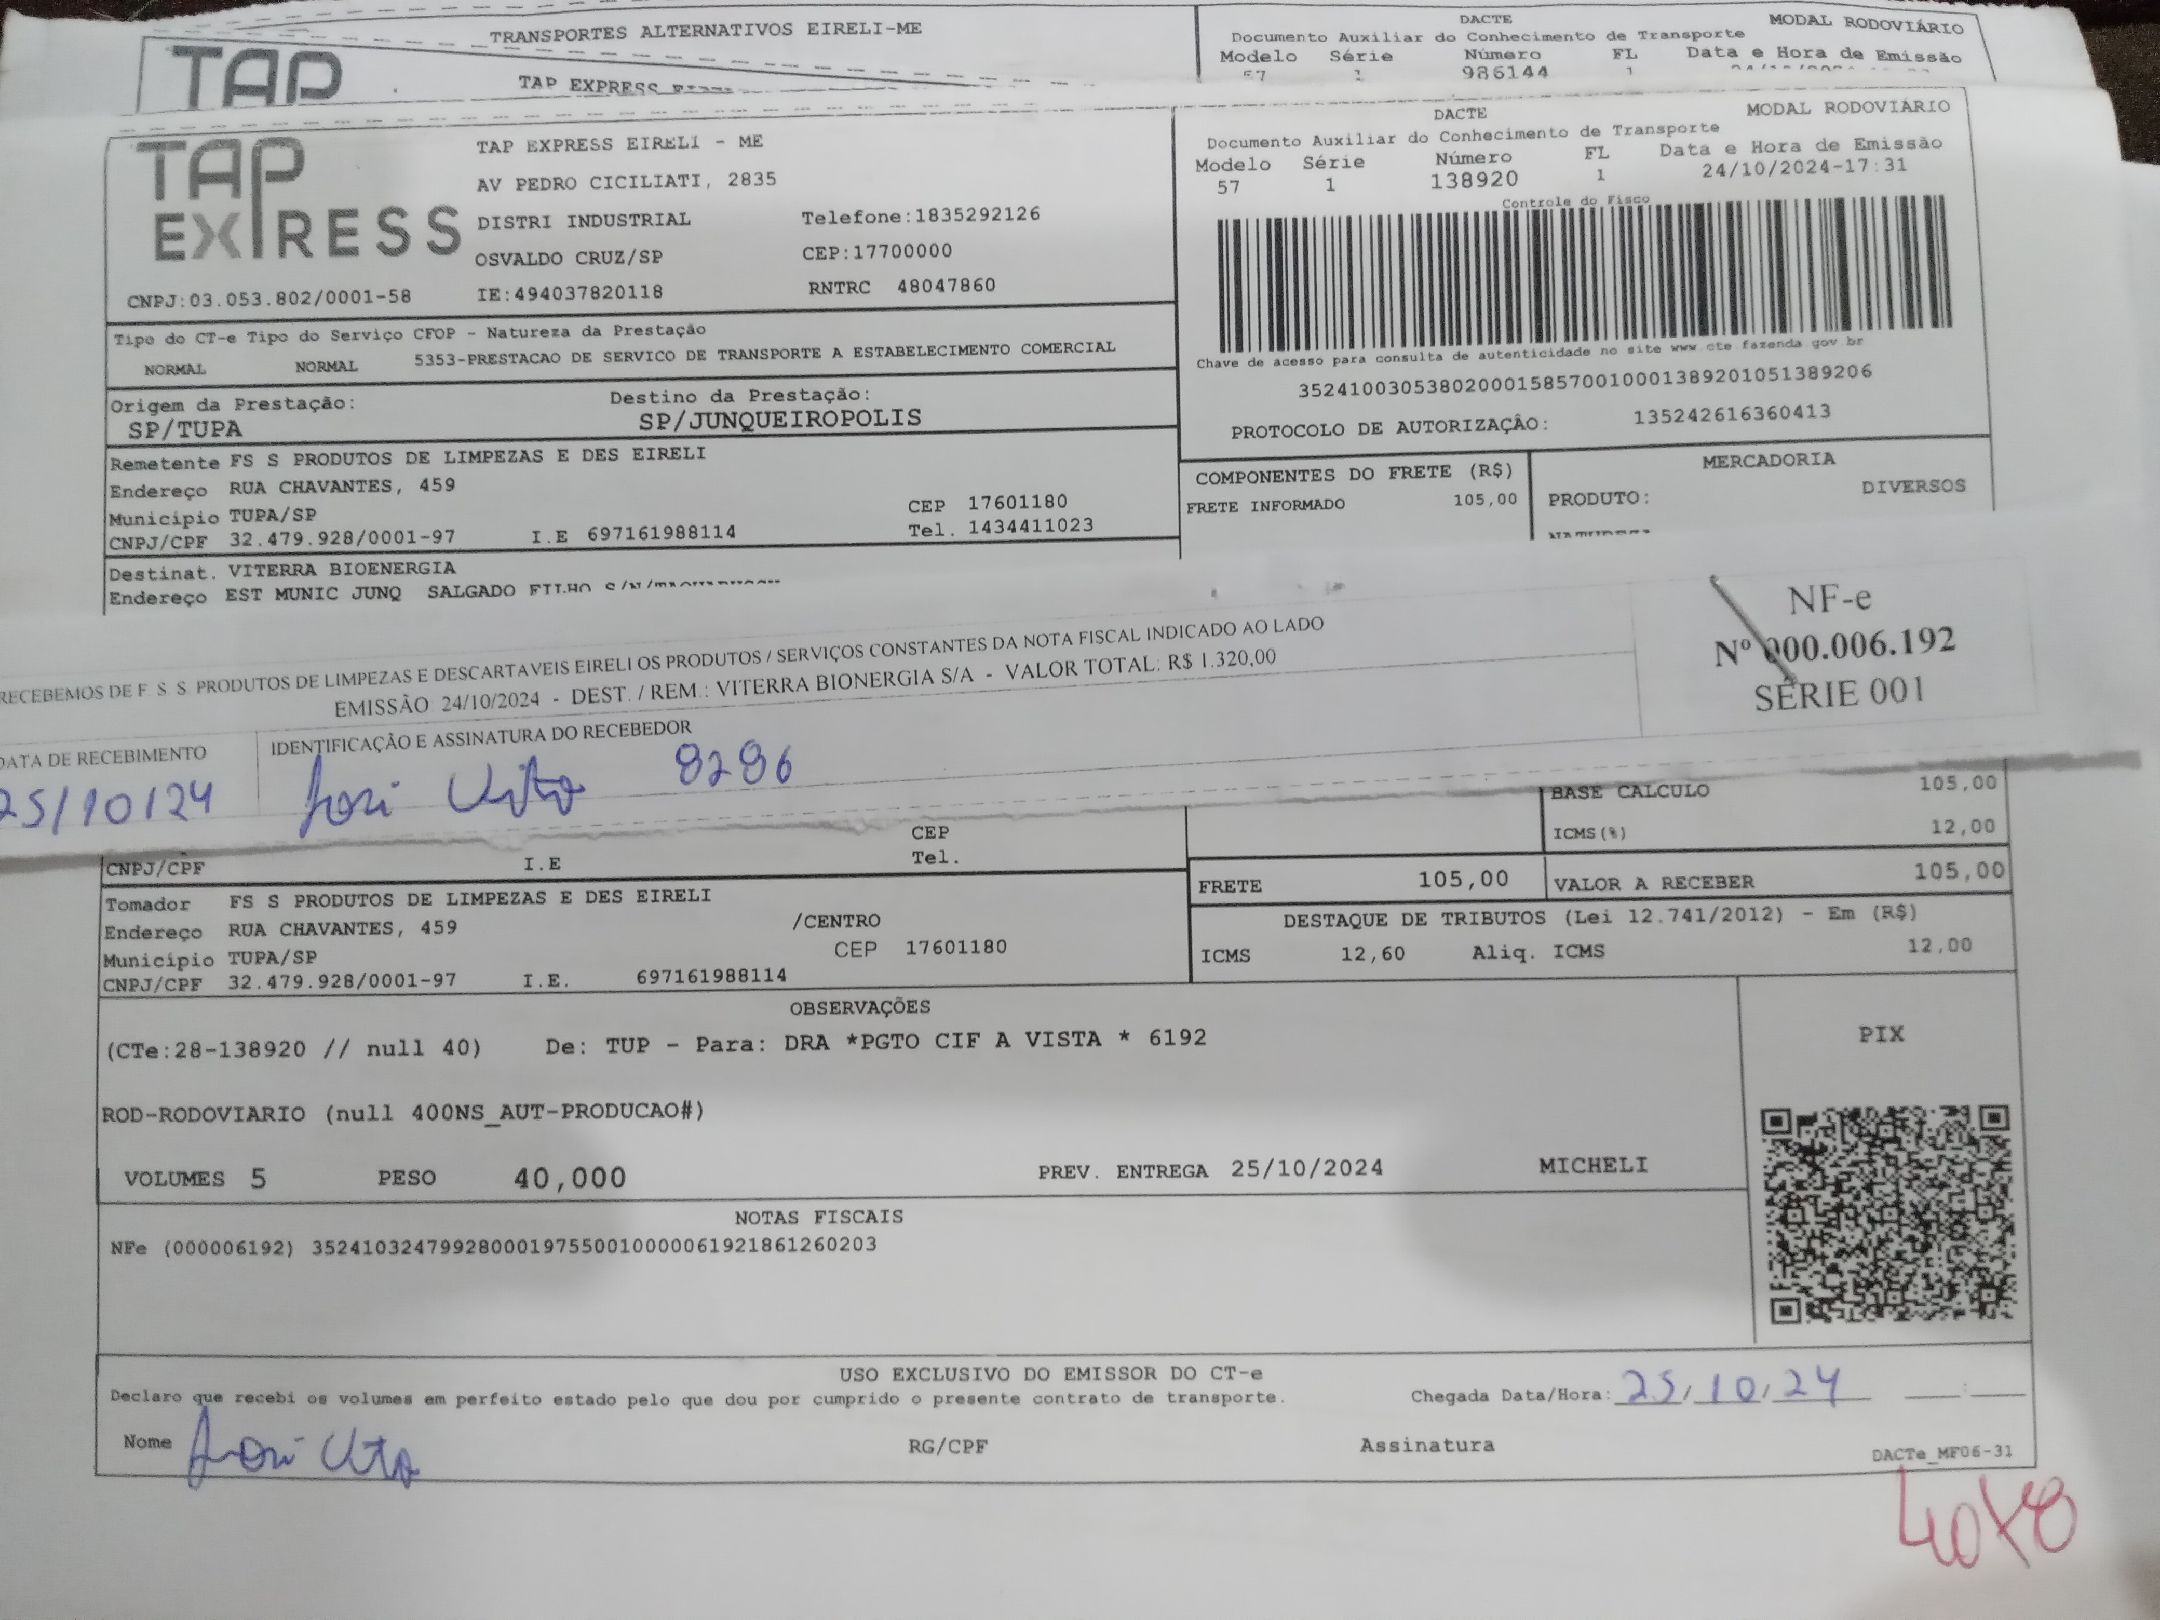 TRANSPORTES ALTERNATIVOS EIRELI-ME
DACTE
MODAL RODOVIÁRIO
Documento Auxiliar do Conhecimento de Transporte
Modelo Série Número FL Data e Hora de Emissão
57 1 986144 1
TAP
TAP EXPRESS
DACTE
MODAL RODOVIÁRIO
Documento Auxiliar do Conhecimento de Transporte
Modelo Série Número FL Data e Hora de Emissão
57 1 138920 1 24/10/2024-17:31
Controle do Fisco
TAP EXPRESS
TAP EXPRESS EIRELI - ME
AV PEDRO CICILIATI, 2835
DISTRI INDUSTRIAL Telefone:1835292126
OSVALDO CRUZ/SP CEP:17700000
CNPJ:03.053.802/0001-58 IE:494037820118 RNTRC 48047860
Tipo do CT-e Tipo do Serviço CFOP - Natureza da Prestação
NORMAL NORMAL 5353-PRESTACAO DE SERVICO DE TRANSPORTE A ESTABELECIMENTO COMERCIAL
Chave de acesso para consulta de autenticidade no site www.cte.fazenda.gov.br
35241003053802000158570010001389201051389206
PROTOCOLO DE AUTORIZAÇÂO: 135242616360413
Origem da Prestação: Destino da Prestação:
SP/TUPA SP/JUNQUEIROPOLIS
Remetente FS S PRODUTOS DE LIMPEZAS E DES EIRELI
Endereço RUA CHAVANTES, 459
Município TUPA/SP CEP 17601180
CNPJ/CPF 32.479.928/0001-97 I.E 697161988114 Tel. 1434411023
COMPONENTES DO FRETE (R$)
FRETE INFORMADO 105,00
MERCADORIA
PRODUTO: DIVERSOS
Destinat. VITERRA BIOENERGIA
Endereço EST MUNIC JUNQ SALGADO FILHO S/N/
RECEBEMOS DE F. S. S. PRODUTOS DE LIMPEZAS E DESCARTAVEIS EIRELI OS PRODUTOS / SERVIÇOS CONSTANTES DA NOTA FISCAL INDICADO AO LADO
EMISSÃO 24/10/2024 - DEST. / REM.: VITERRA BIONERGIA S/A - VALOR TOTAL: R$ 1.320,00
NF-e
Nº 000.006.192
SÉRIE 001
DATA DE RECEBIMENTO IDENTIFICAÇÃO E ASSINATURA DO RECEBEDOR
25/10/24 8286
BASE CALCULO 105,00
ICMS(%) 12,00
CEP
CNPJ/CPF I.E Tel.
FRETE 105,00 VALOR A RECEBER 105,00
Tomador FS S PRODUTOS DE LIMPEZAS E DES EIRELI
Endereço RUA CHAVANTES, 459 /CENTRO
Município TUPA/SP CEP 17601180
CNPJ/CPF 32.479.928/0001-97 I.E. 697161988114
DESTAQUE DE TRIBUTOS (Lei 12.741/2012) - Em (R$)
ICMS 12,60 Aliq. ICMS 12,00
OBSERVAÇÕES
(CTe:28-138920 // null 40) De: TUP - Para: DRA *PGTO CIF A VISTA * 6192
PIX
ROD-RODOVIARIO (null 400NS_AUT-PRODUCAO#)
VOLUMES 5 PESO 40,000 PREV. ENTREGA 25/10/2024 MICHELI
NOTAS FISCAIS
NFe (000006192) 35241032479928000197550010000061921861260203
USO EXCLUSIVO DO EMISSOR DO CT-e
Declaro que recebi os volumes em perfeito estado pelo que dou por cumprido o presente contrato de transporte. Chegada Data/Hora: 25/10/24 __:__
Nome RG/CPF Assinatura
DACTe_MF06-31